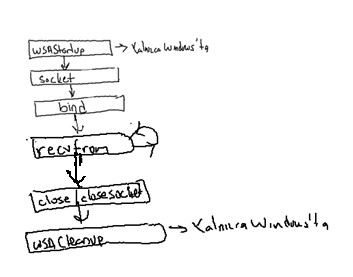 WSAStartup → Yalnızca Windows'ta
socket
bind
recvfrom
close closesocket
WSACleanup → Yalnızca Windows'ta